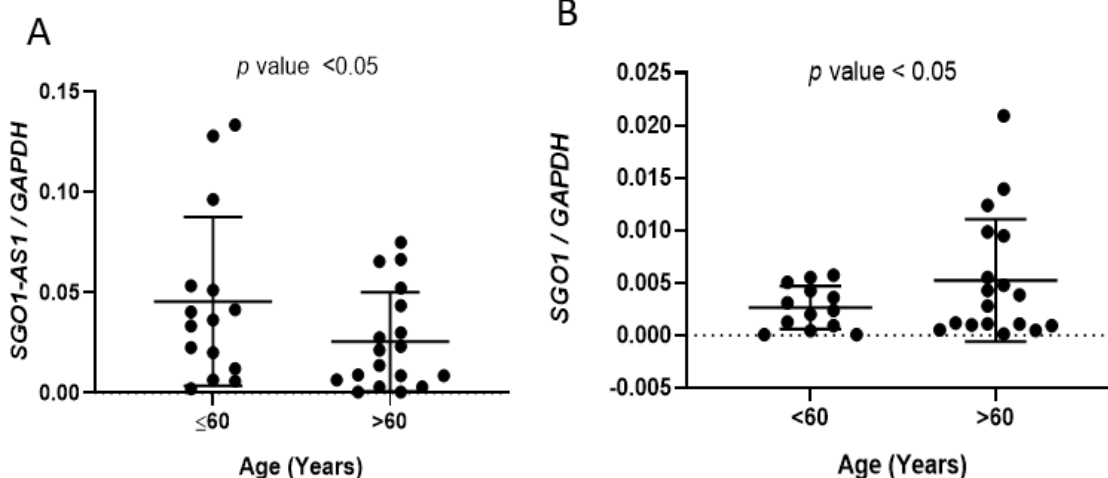 A
p value <0.05
SGO1-AS1 / GAPDH
0.15
0.10
0.05
0.00
≤60 >60
Age (Years)
B
p value < 0.05
SGO1 / GAPDH
0.025
0.020
0.015
0.010
0.005
0.000
-0.005
<60 >60
Age (Years)